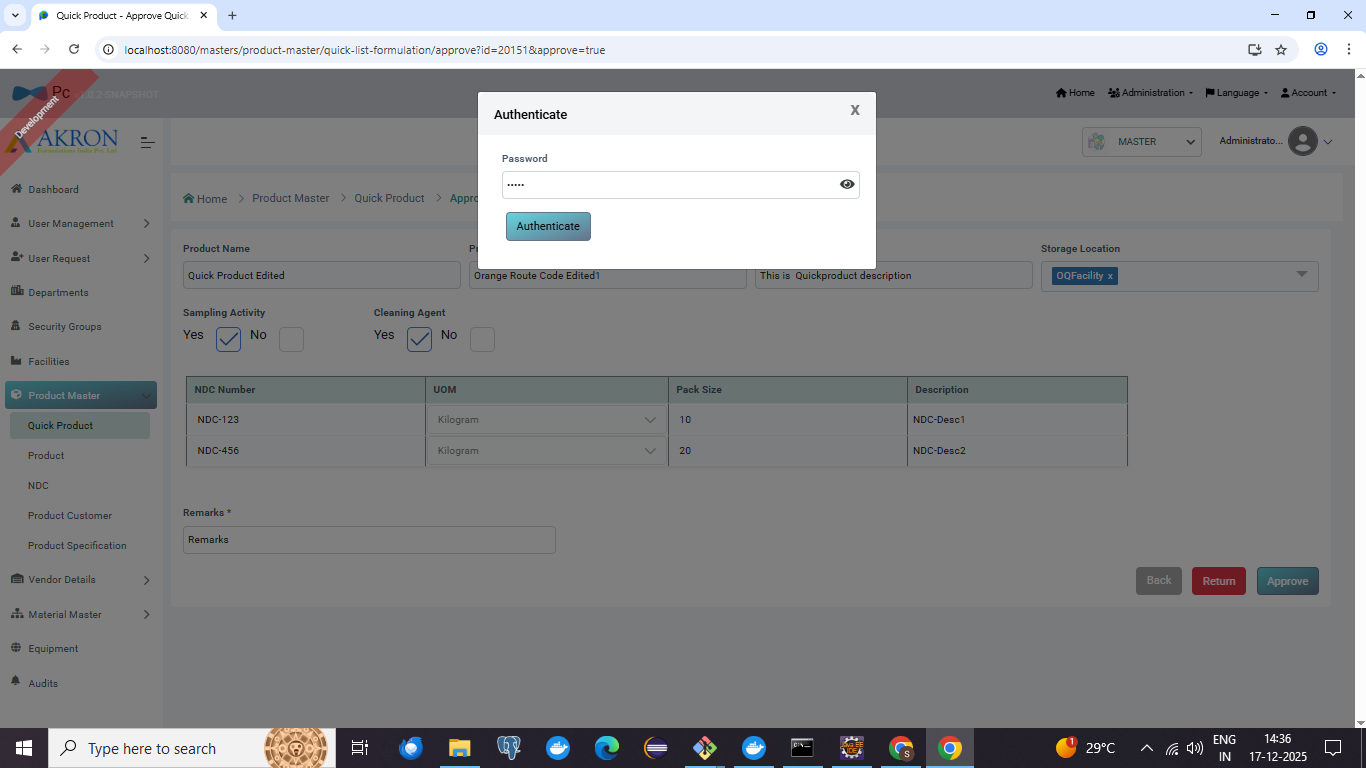 Quick Product - Approve Quick
localhost:8080/masters/product-master/quick-list-formulation/approve?id=20151&approve=true
Pc
Development
Home Administration Language Account
AKRON
MASTER
Administrato...
Authenticate
X
Password
•••••
Authenticate
Dashboard
User Management
User Request
Departments
Security Groups
Facilities
Product Master
Quick Product
Product
NDC
Product Customer
Product Specification
Vendor Details
Material Master
Equipment
Audits
Home > Product Master > Quick Product >
Product Name
Storage Location
Quick Product Edited
Orange Route Code Edited1
This is Quickproduct description
OQFacility x
Sampling Activity
Cleaning Agent
Yes No
Yes No
NDC Number UOM Pack Size Description
NDC-123 Kilogram 10 NDC-Desc1
NDC-456 Kilogram 20 NDC-Desc2
Remarks *
Remarks
Back Return Approve
Type here to search
1
29°C
ENG
IN
14:36
17-12-2025